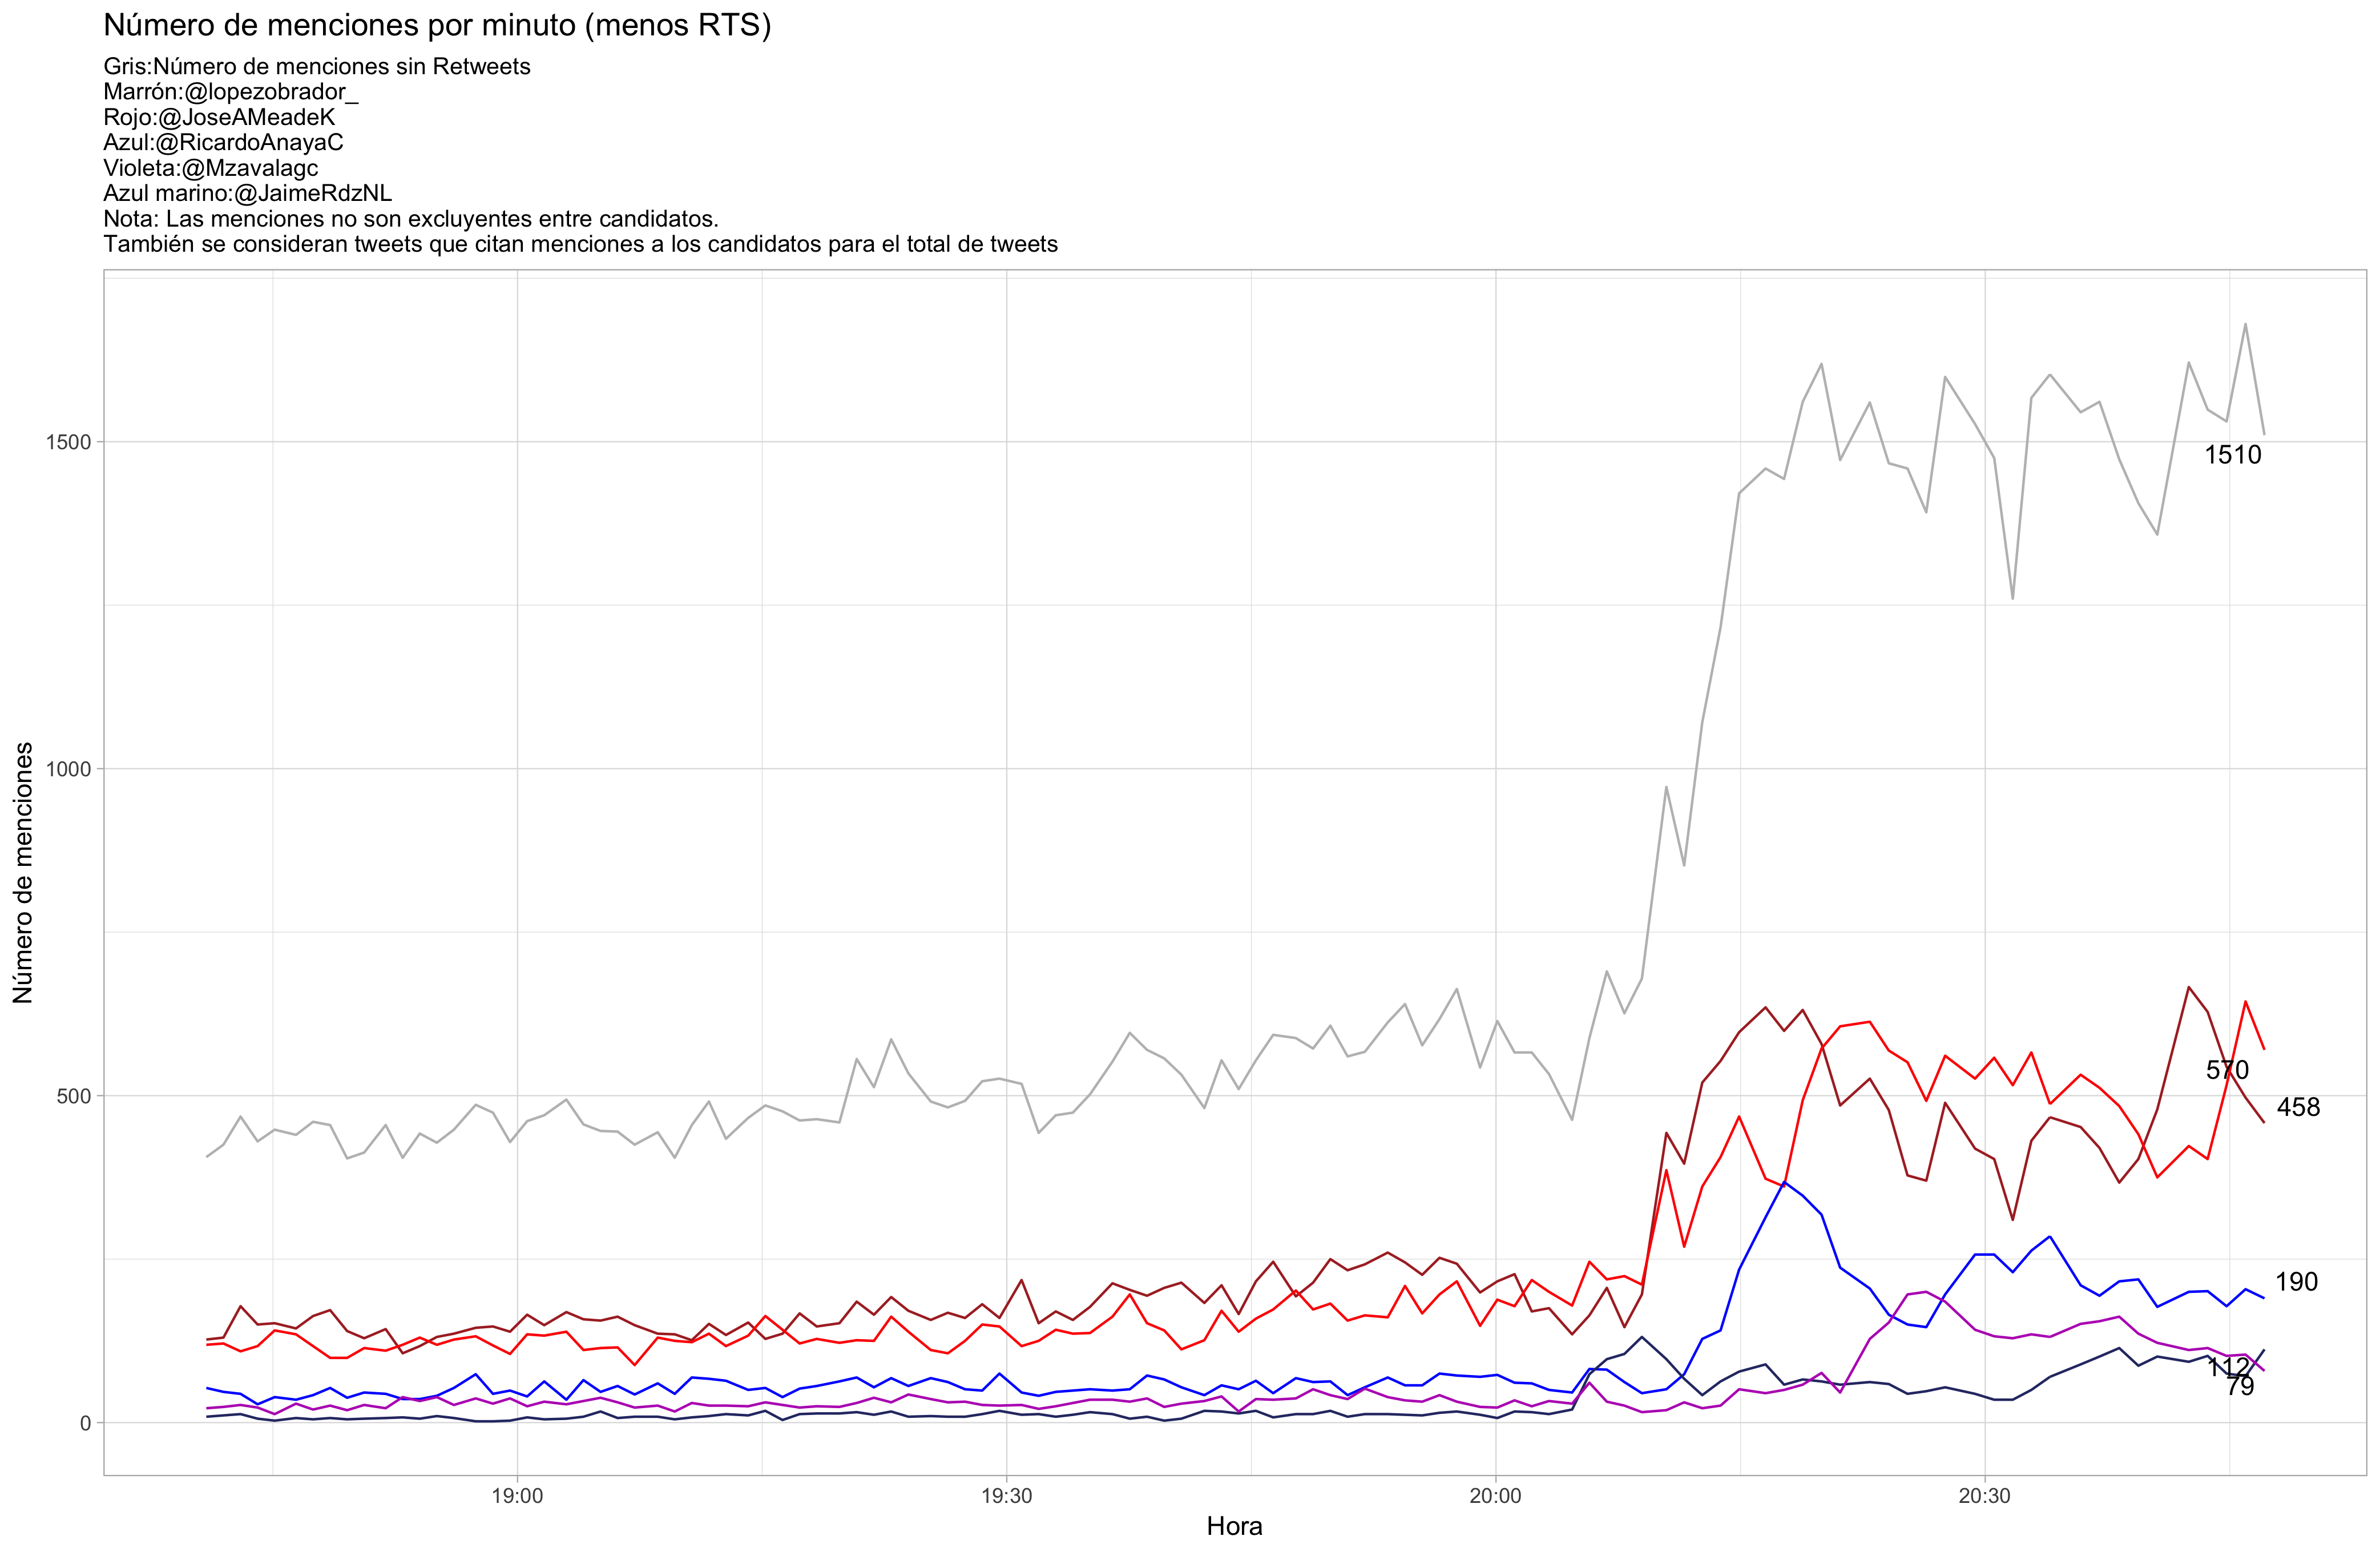 Número de menciones por minuto (menos RTS)
Gris:Número de menciones sin Retweets
Marrón:@lopezobrador_
Rojo:@JoseAMeadeK
Azul:@RicardoAnayaC
Violeta:@Mzavalagc
Azul marino:@JaimeRdzNL
Nota: Las menciones no son excluyentes entre candidatos.
También se consideran tweets que citan menciones a los candidatos para el total de tweets
Número de menciones
1500
1000
500
0
1510
570
458
190
112
79
19:00
19:30
20:00
20:30
Hora